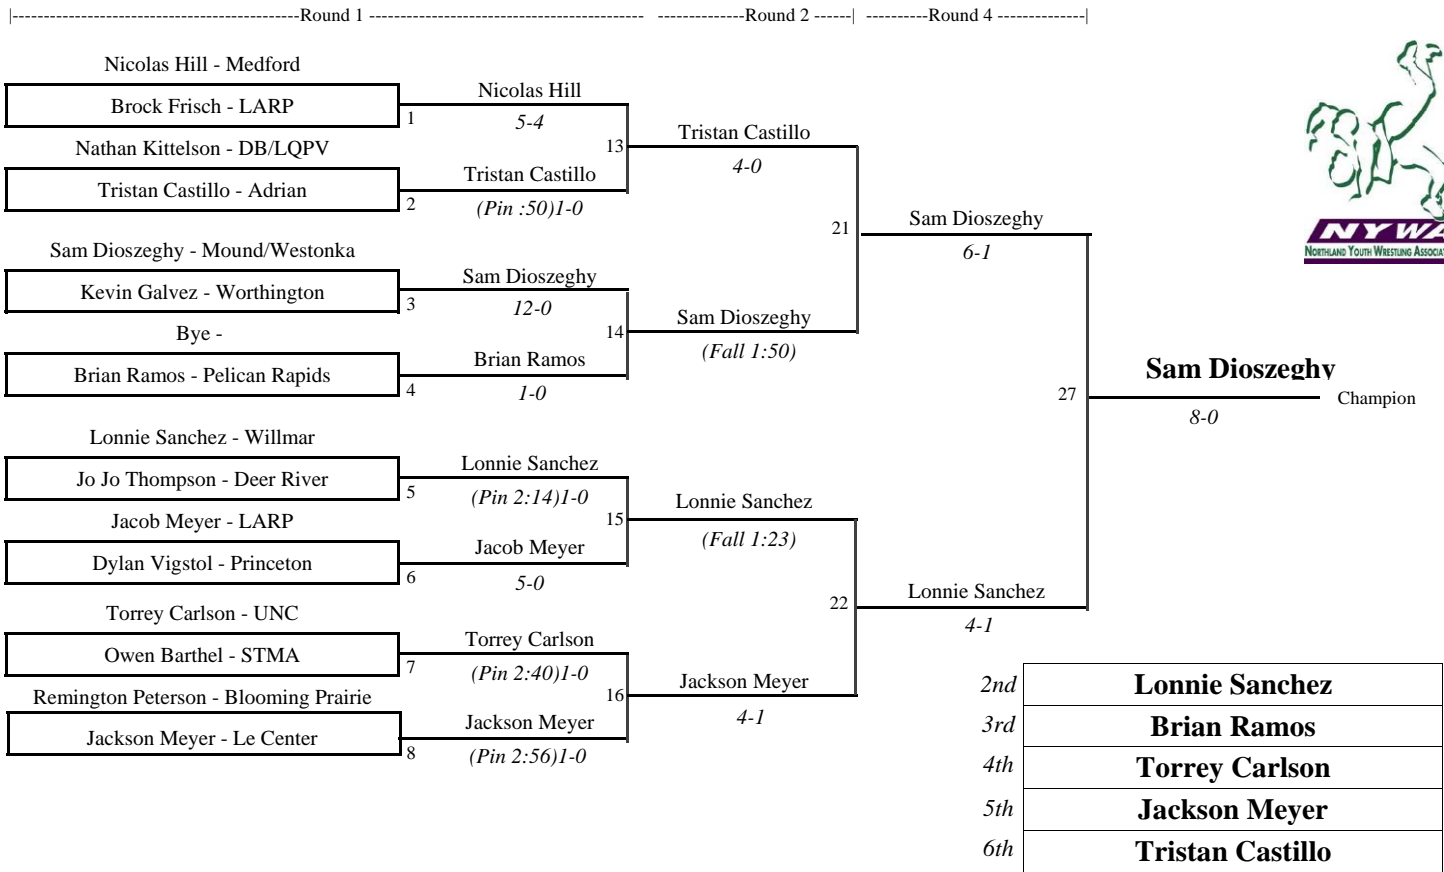 |----------------------------------------------Round 1 --------------------------------------------
--------------Round 2 ------|
----------Round 4 --------------|
Nicolas Hill - Medford
Brock Frisch - LARP
1
Nathan Kittelson - DB/LQPV
Tristan Castillo - Adrian
2
Sam Dioszeghy - Mound/Westonka
Kevin Galvez - Worthington
3
Bye -
Brian Ramos - Pelican Rapids
4
Lonnie Sanchez - Willmar
Jo Jo Thompson - Deer River
5
Jacob Meyer - LARP
Dylan Vigstol - Princeton
6
Torrey Carlson - UNC
Owen Barthel - STMA
7
Remington Peterson - Blooming Prairie
Jackson Meyer - Le Center
8
Nicolas Hill
5-4
13
Tristan Castillo
(Pin :50)1-0
Sam Dioszeghy
12-0
14
Brian Ramos
1-0
Lonnie Sanchez
(Pin 2:14)1-0
15
Jacob Meyer
5-0
Torrey Carlson
(Pin 2:40)1-0
16
Jackson Meyer
(Pin 2:56)1-0
Tristan Castillo
4-0
21
Sam Dioszeghy
(Fall 1:50)
Lonnie Sanchez
(Fall 1:23)
22
Jackson Meyer
4-1
Sam Dioszeghy
6-1
27
Lonnie Sanchez
4-1
NYWA
NORTHLAND YOUTH WRESTLING
Sam Dioszeghy
Champion
8-0
2nd Lonnie Sanchez
3rd Brian Ramos
4th Torrey Carlson
5th Jackson Meyer
6th Tristan Castillo